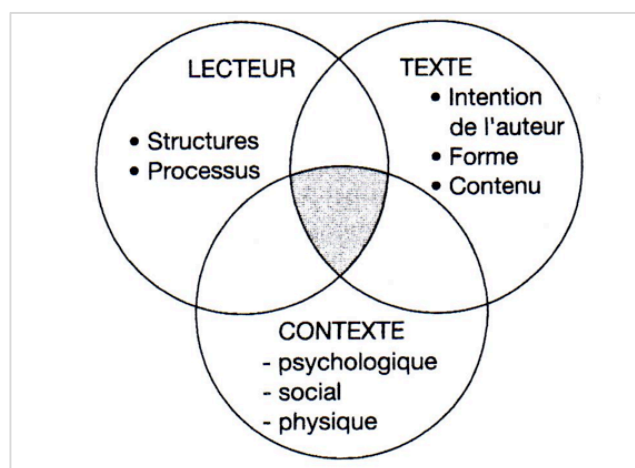 LECTEUR
• Structures
• Processus
TEXTE
• Intention
de l'auteur
• Forme
• Contenu
CONTEXTE
- psychologique
- social
- physique